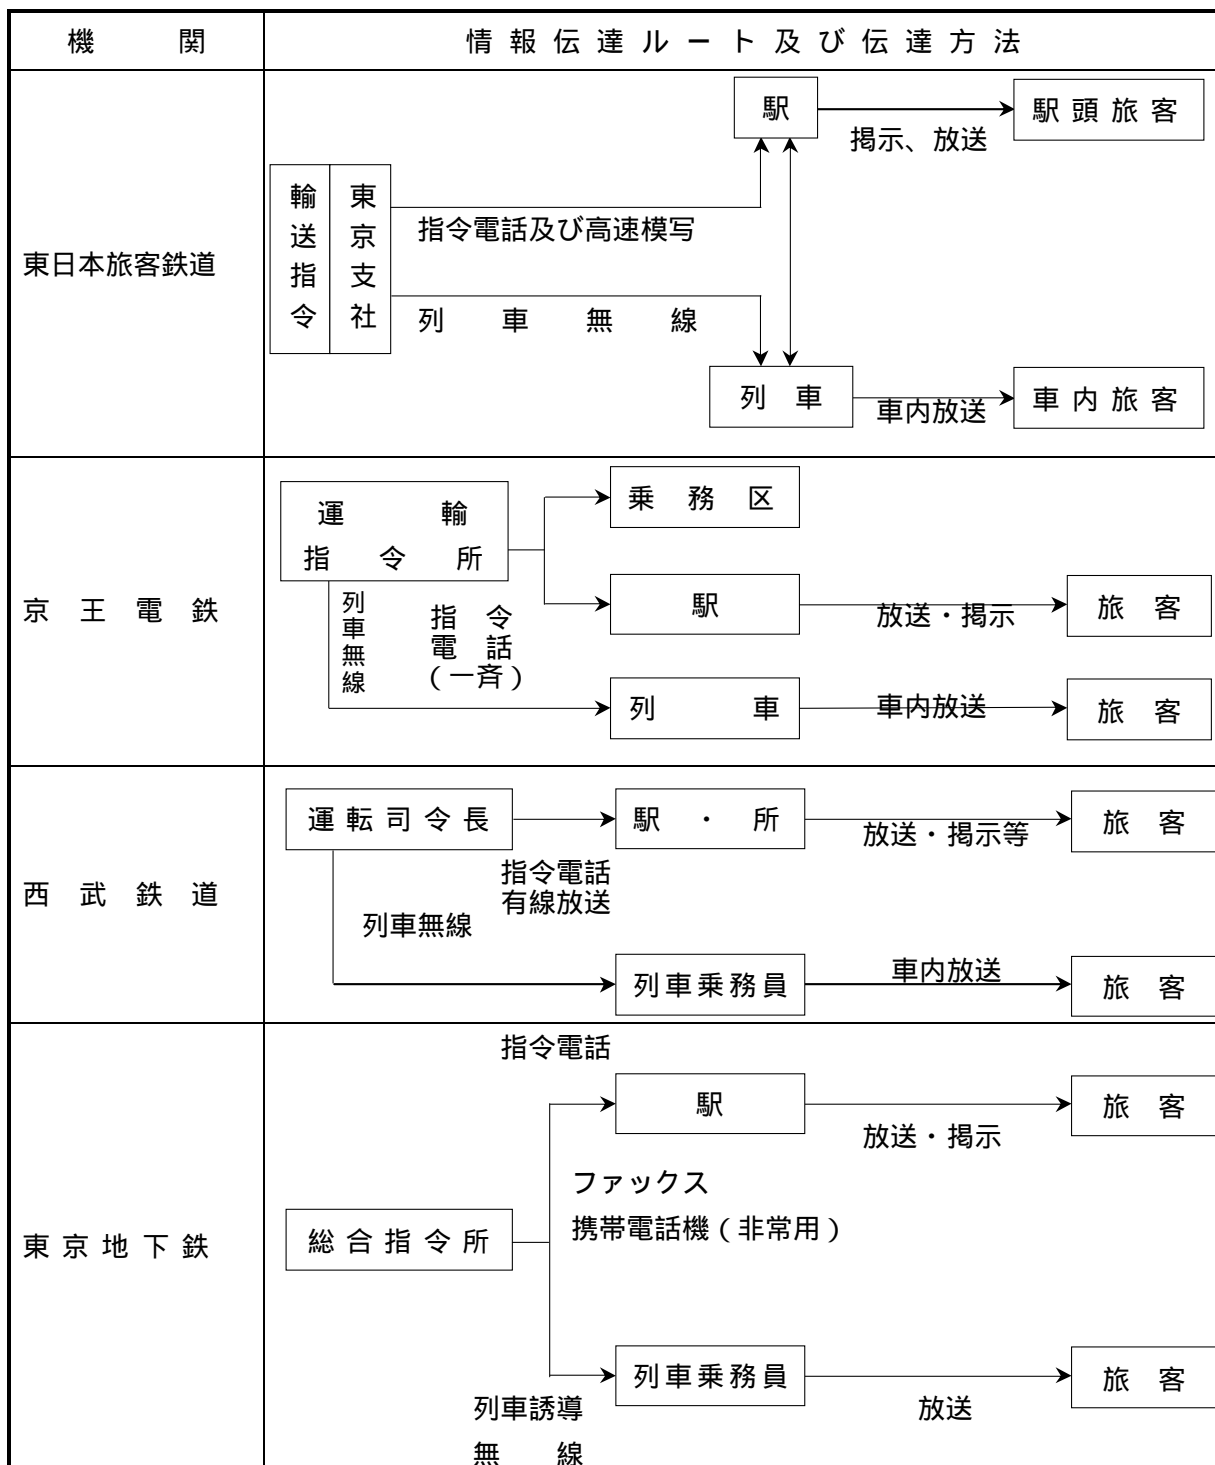 機関
情報伝達ルート及び伝達方法
東日本旅客鉄道
輸送指令
東京支社
指令電話及び高速模写
列車無線
駅
掲示、放送
駅頭旅客
列車
車内放送
車内旅客
京王電鉄
運輸
指令所
列車無線
指令
電話
(一斉)
乗務区
駅
放送・掲示
旅客
列車
車内放送
旅客
西武鉄道
運転司令長
指令電話
有線放送
列車無線
駅・所
放送・掲示等
旅客
列車乗務員
車内放送
旅客
東京地下鉄
総合指令所
指令電話
駅
放送・掲示
旅客
ファックス
携帯電話機(非常用)
列車乗務員
放送
旅客
列車誘導
無線